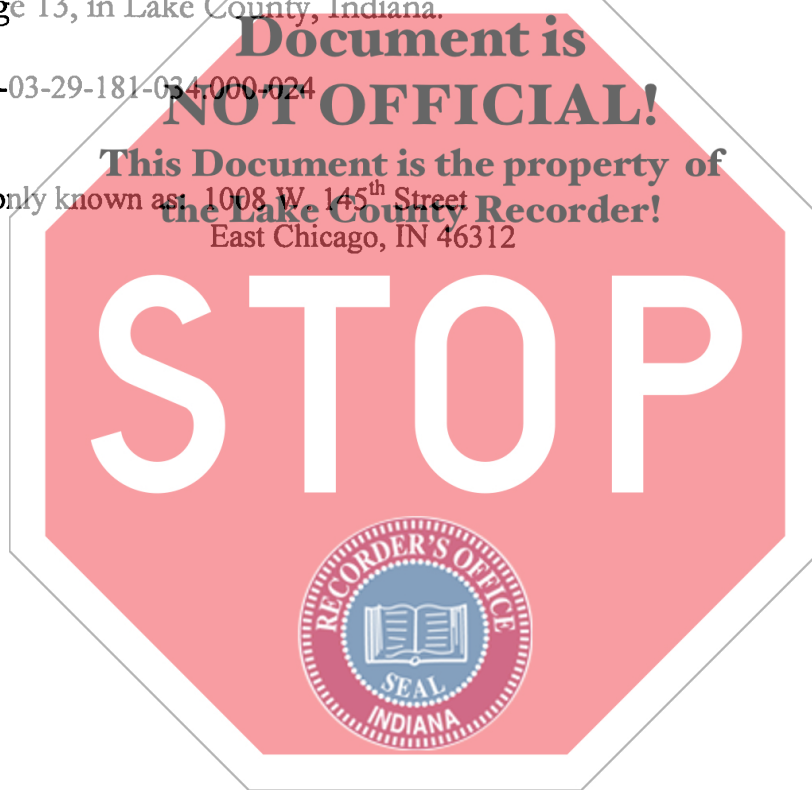 ge 13, in Lake County, Indiana.
Document is
-03-29-181-034.000-024
NOT OFFICIAL!
This Document is the property of
only known as: 1008 W. 145th Street
the Lake County Recorder!
East Chicago, IN 46312
STOP
RECORDER'S OFFICE
SEAL
INDIANA